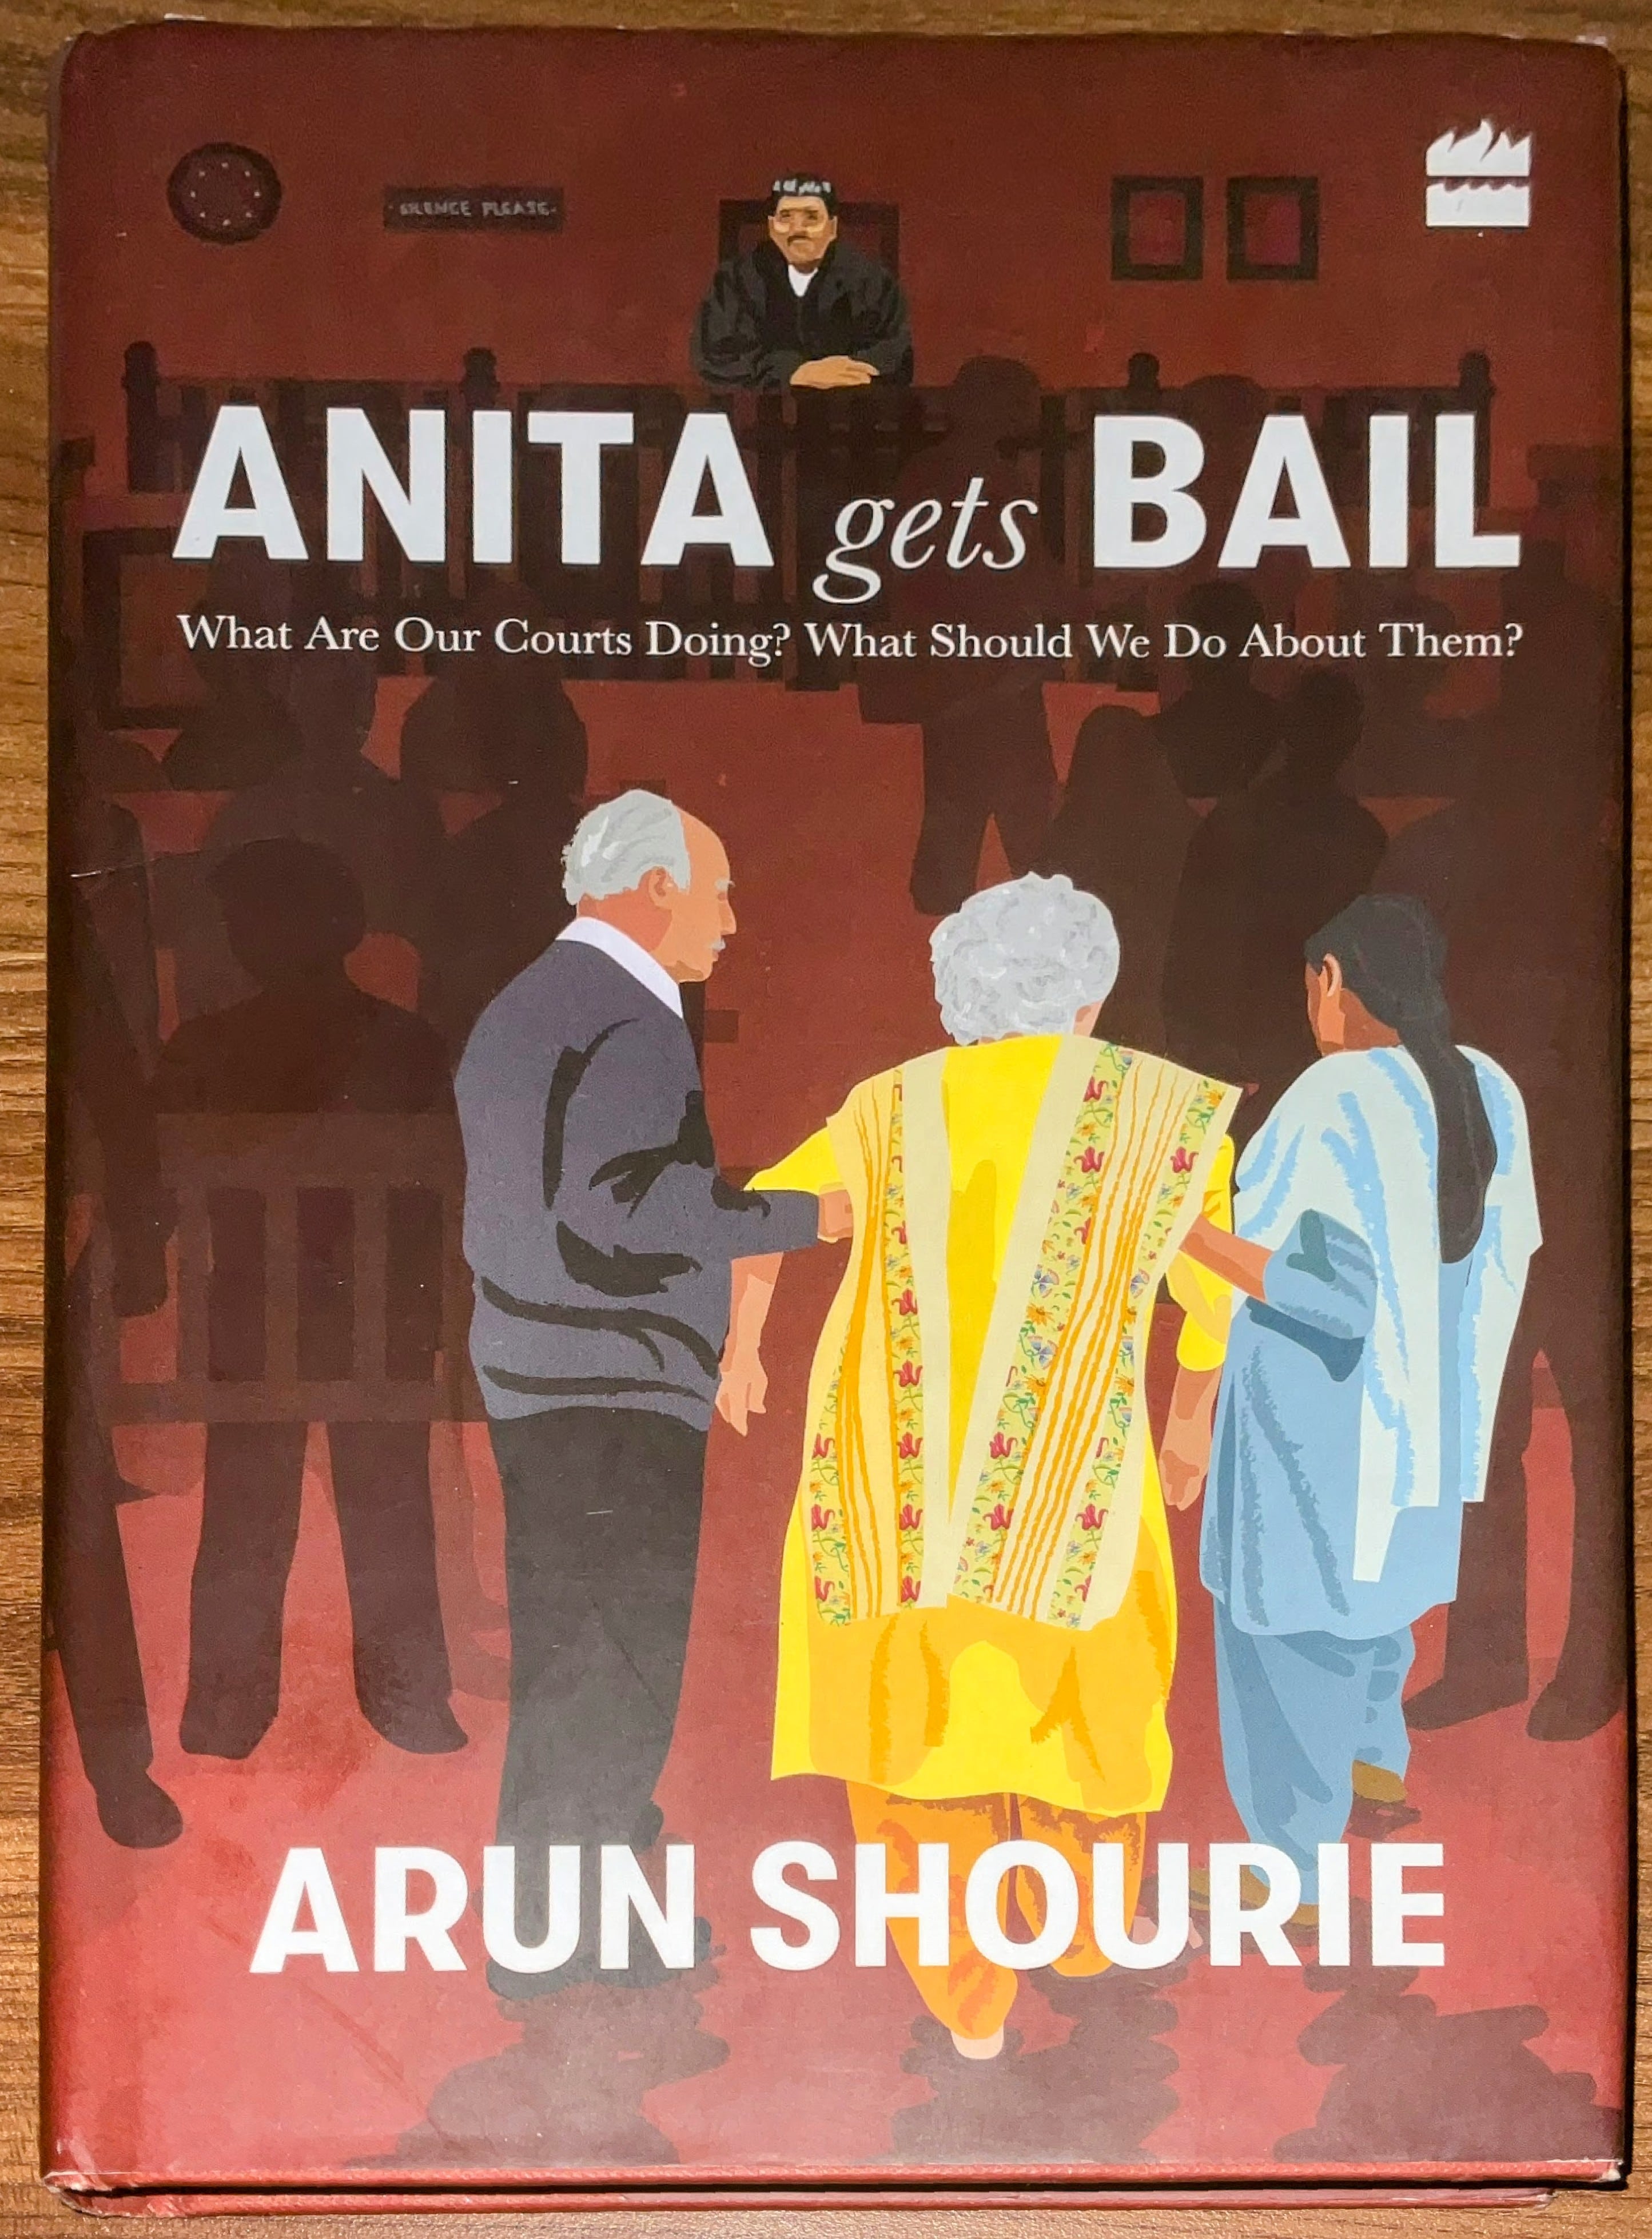 SILENCE PLEASE
ANITA gets BAIL
What Are Our Courts Doing? What Should We Do About Them?
ARUN SHOURIE